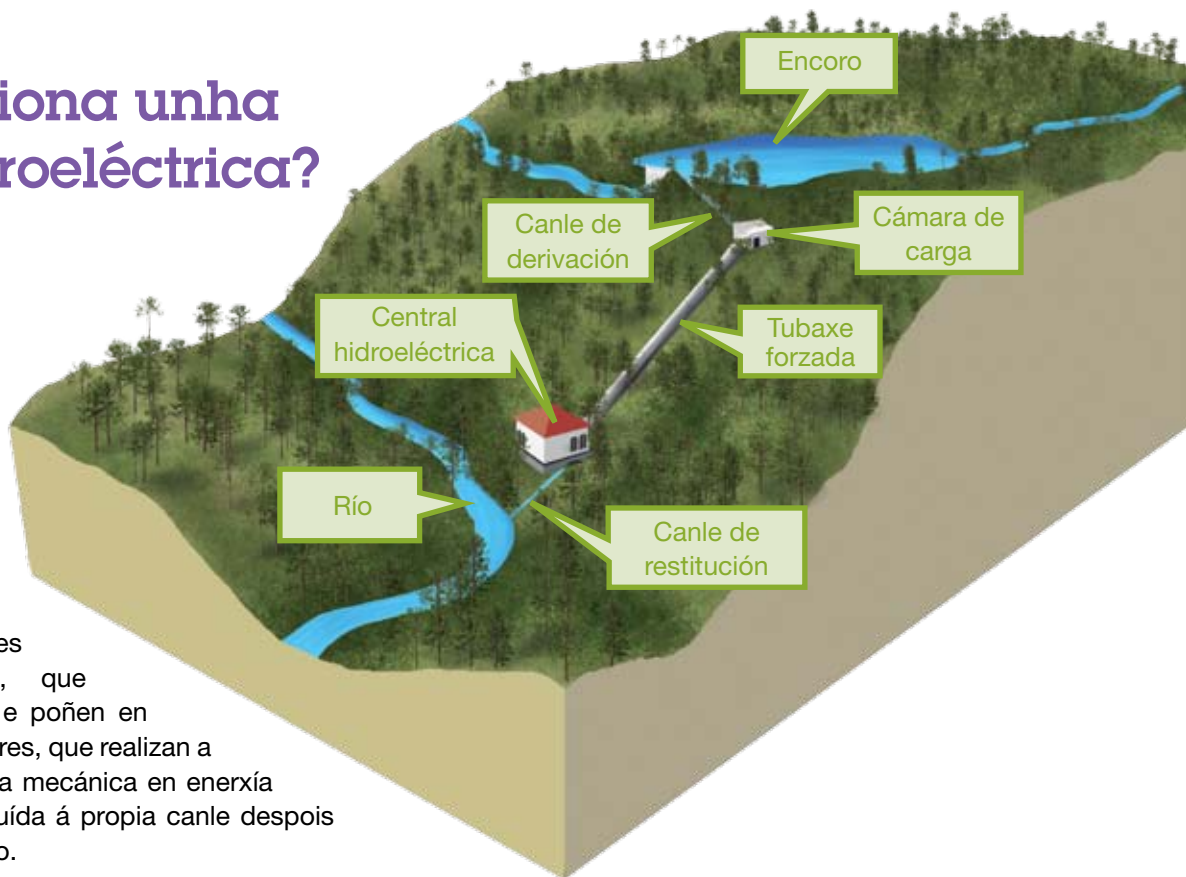 iona unha
roeléctrica?
Encoro
Canle de
derivación
Cámara de
carga
Central
hidroeléctrica
Tubaxe
forzada
Río
Canle de
restitución
es
, que
e poñen en
res, que realizan a
a mecánica en enerxía
uída á propia canle despois
o.